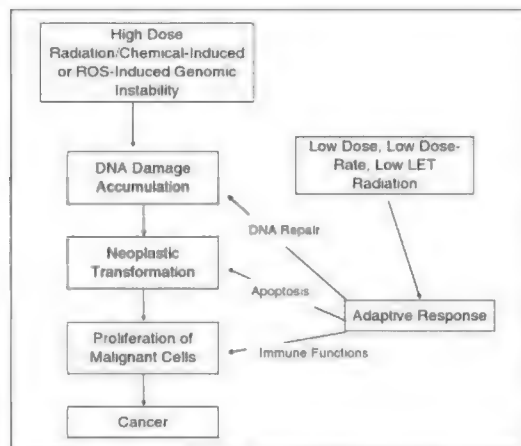 High Dose
Radiation/Chemical-Induced
or ROS-Induced Genomic
Instability
Low Dose, Low Dose-
Rate, Low LET
Radiation
DNA Damage
Accumulation
DNA Repair
Neoplastic
Transformation
Apoptosis
Adaptive Response
Proliferation of
Malignant Cells
Immune Functions
Cancer